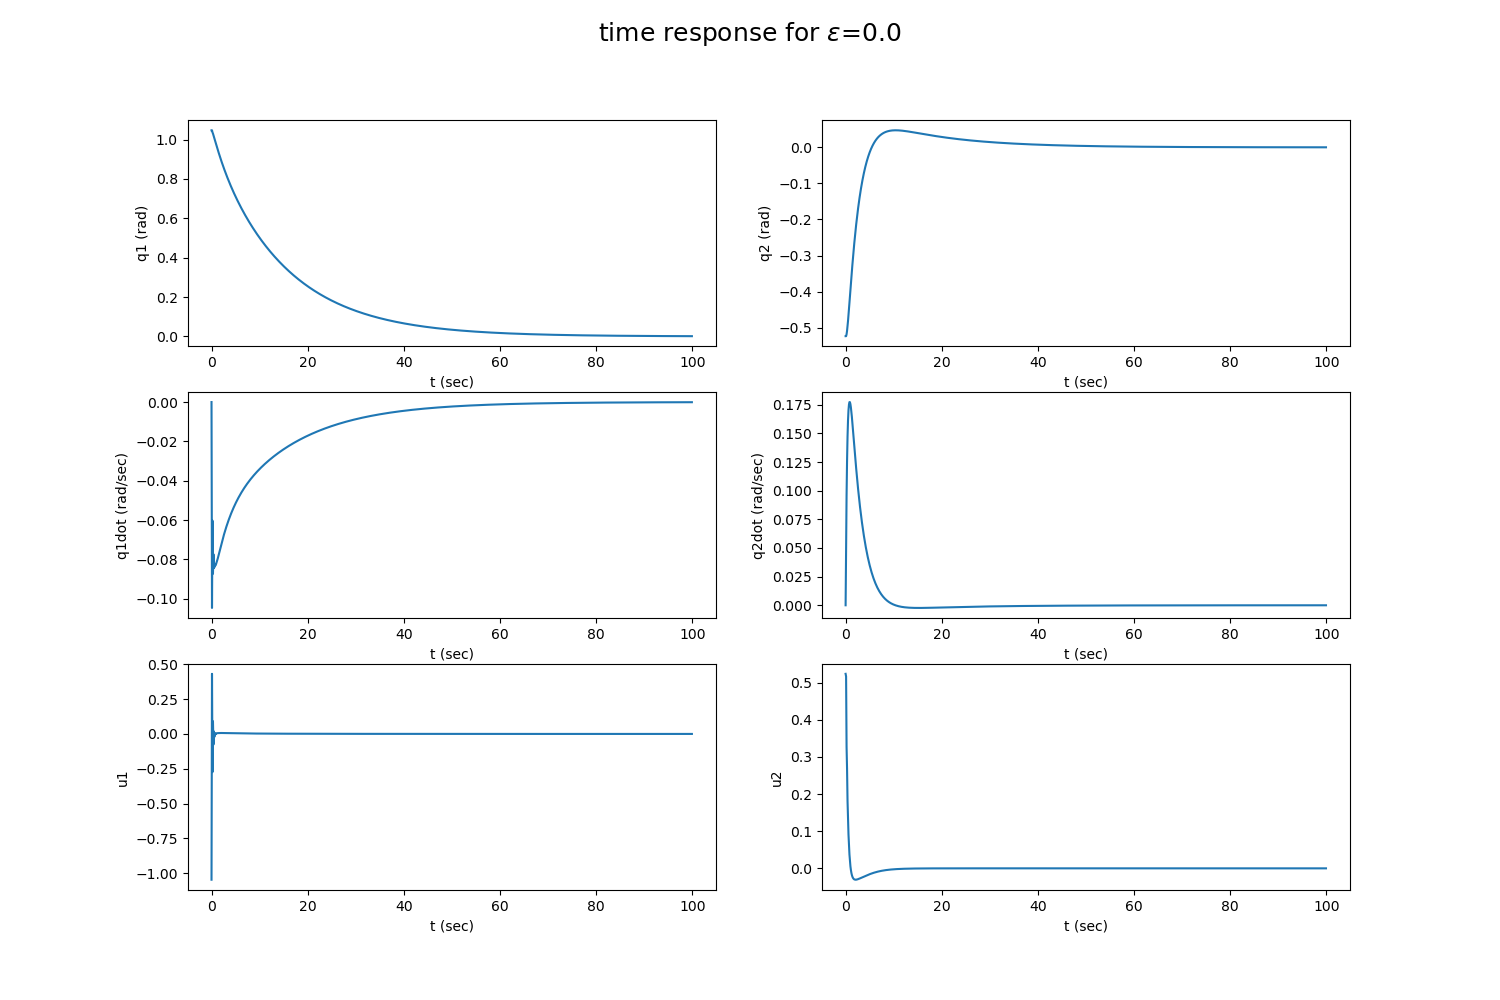 time response for ε=0.0
1.0
0.8
0.6
0.4
0.2
0.0
q1 (rad)
0 20 40 60 80 100
t (sec)
0.0
−0.1
−0.2
−0.3
−0.4
−0.5
q2 (rad)
0 20 40 60 80 100
t (sec)
0.00
−0.02
−0.04
−0.06
−0.08
−0.10
q1dot (rad/sec)
0 20 40 60 80 100
t (sec)
0.175
0.150
0.125
0.100
0.075
0.050
0.025
0.000
q2dot (rad/sec)
0 20 40 60 80 100
t (sec)
0.50
0.25
0.00
−0.25
−0.50
−0.75
−1.00
u1
0 20 40 60 80 100
t (sec)
0.5
0.4
0.3
0.2
0.1
0.0
u2
0 20 40 60 80 100
t (sec)